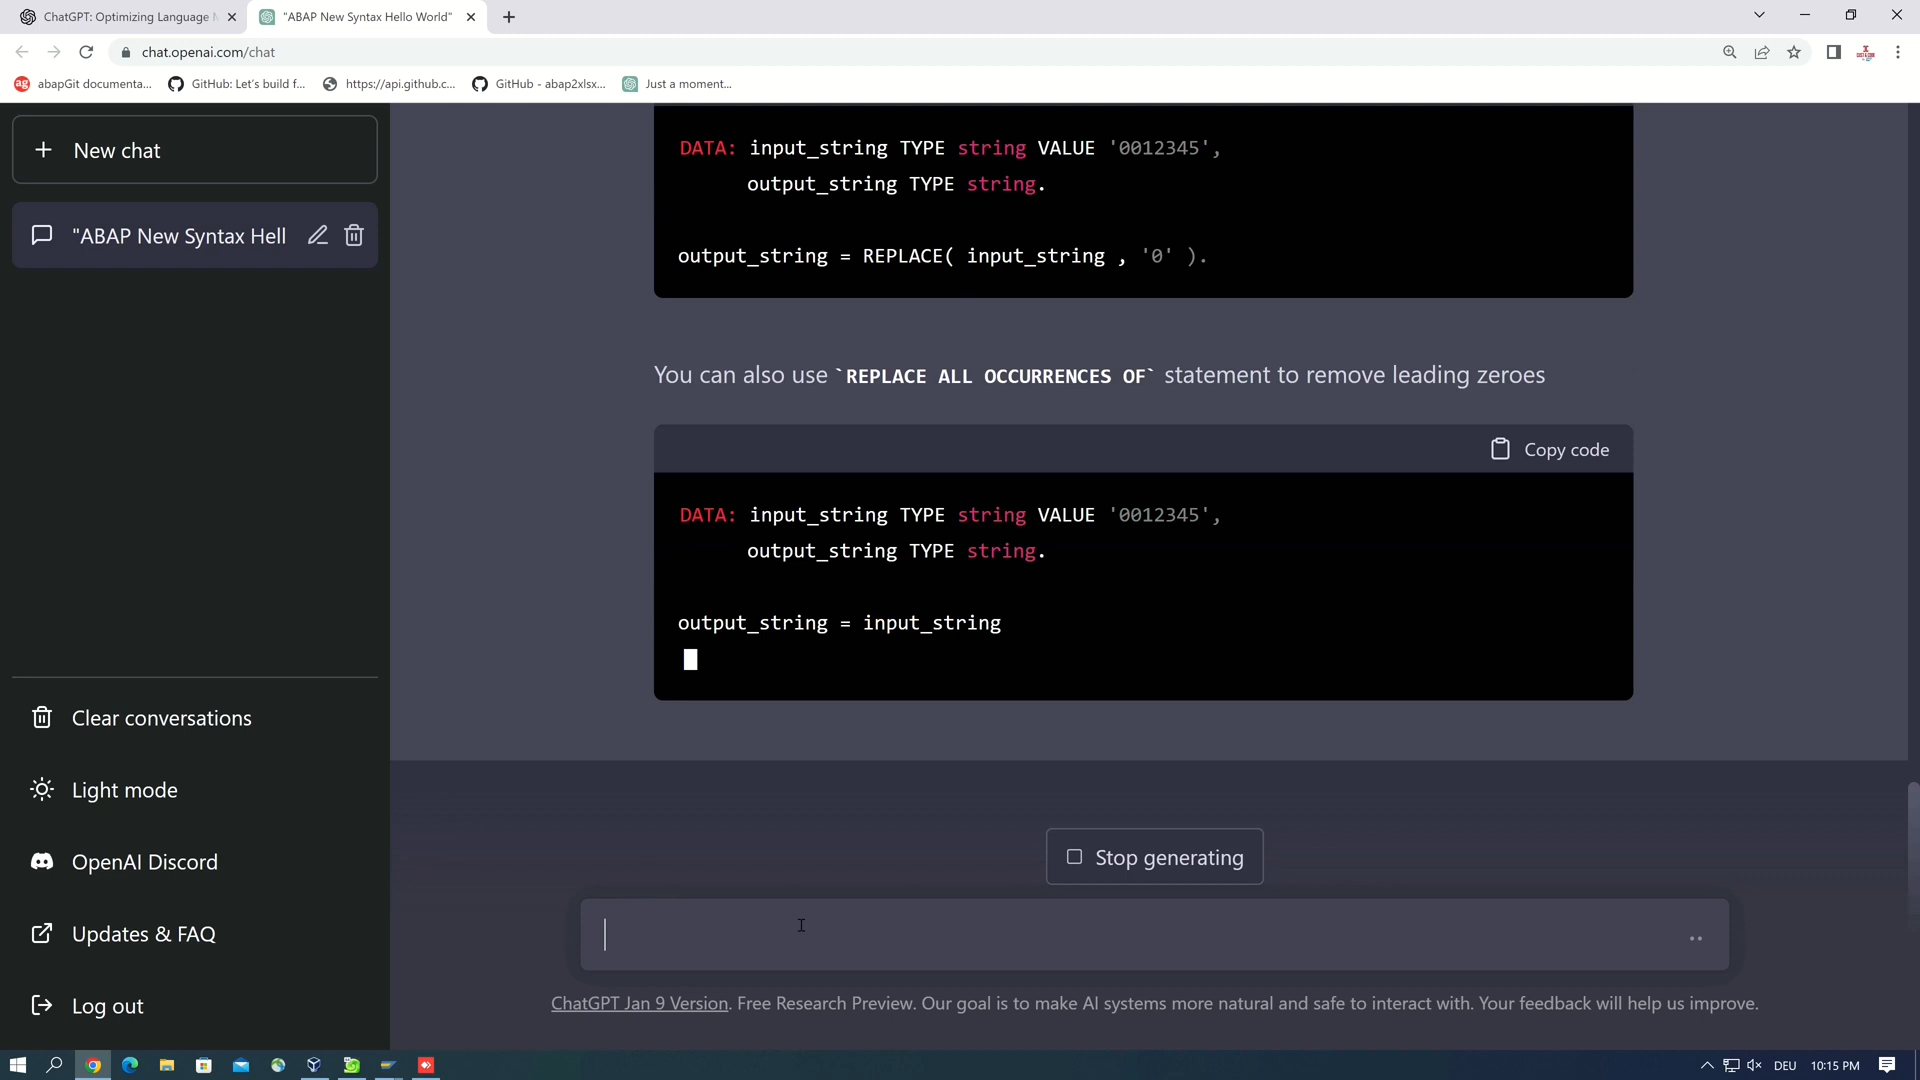 ChatGPT: Optimizing Language M
"ABAP New Syntax Hello World"
chat.openai.com/chat
abapGit documenta...
GitHub: Let's build f...
https://api.github.c...
GitHub - abap2xlsx...
Just a moment...
New chat
"ABAP New Syntax Hell
DATA: input_string TYPE string VALUE '0012345',
output_string TYPE string.
output_string = REPLACE( input_string , '0' ).
You can also use `REPLACE ALL OCCURRENCES OF` statement to remove leading zeroes
Copy code
DATA: input_string TYPE string VALUE '0012345',
output_string TYPE string.
output_string = input_string
Clear conversations
Light mode
OpenAI Discord
Updates & FAQ
Log out
Stop generating
ChatGPT Jan 9 Version. Free Research Preview. Our goal is to make AI systems more natural and safe to interact with. Your feedback will help us improve.
DEU 10:15 PM